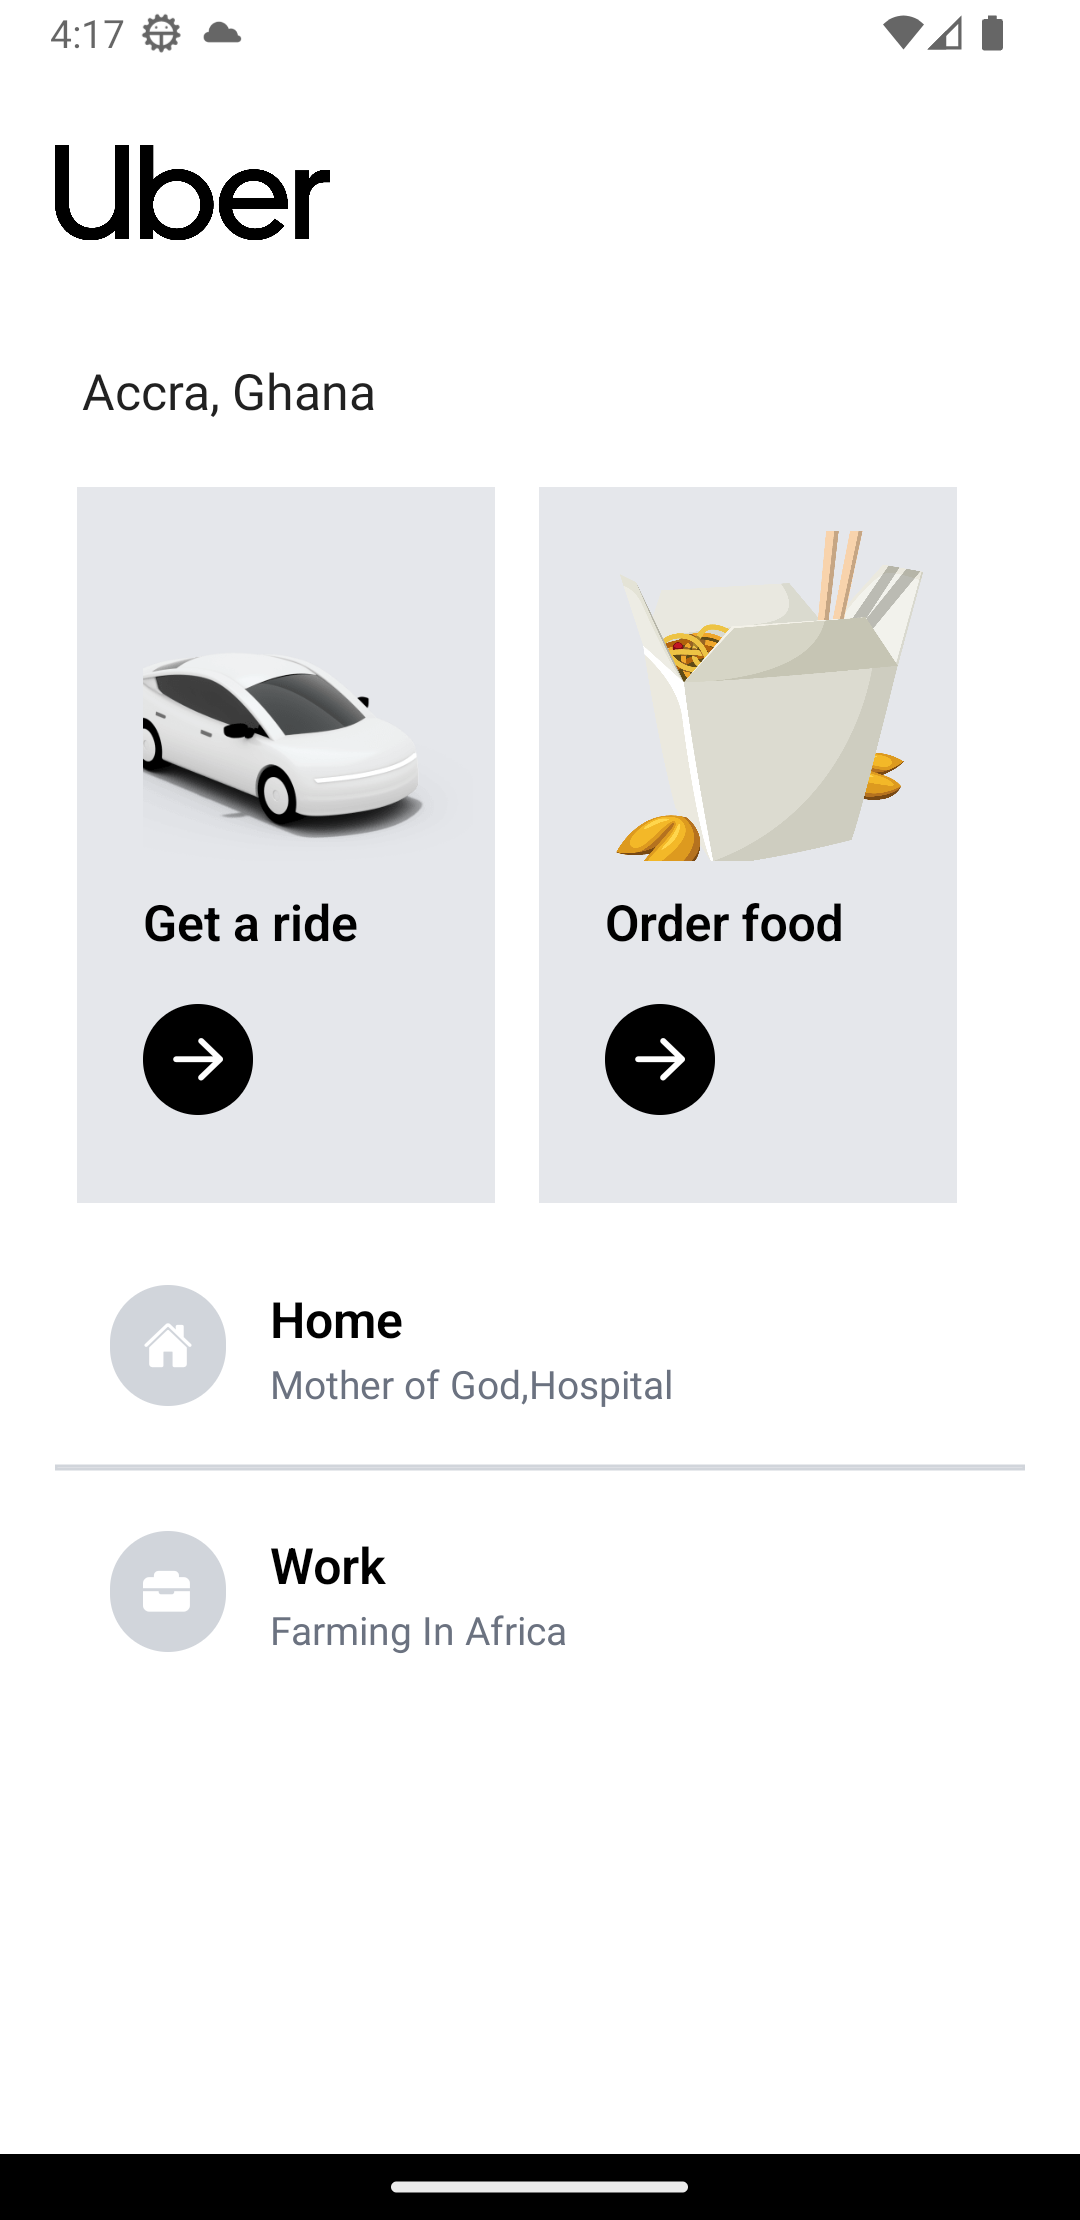 4:17
Uber
Accra, Ghana
Get a ride
Order food
Home
Mother of God,Hospital
Work
Farming In Africa